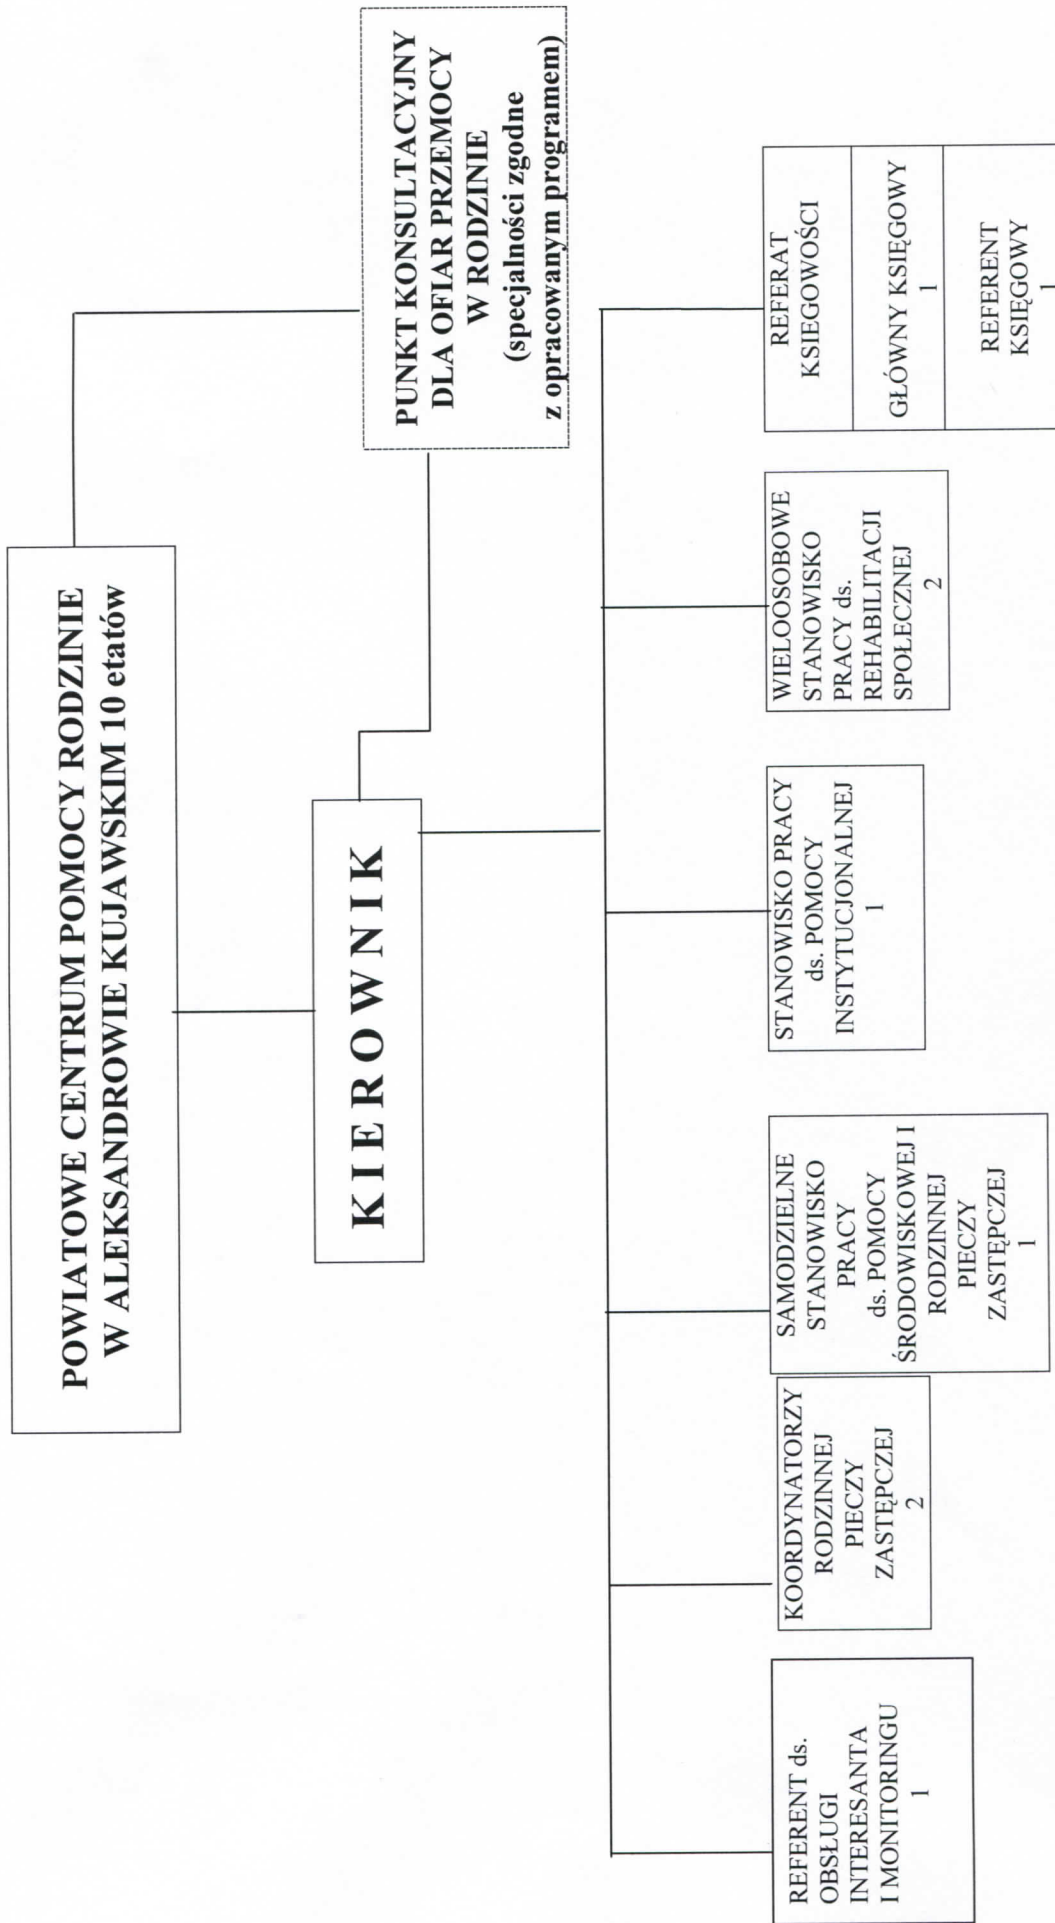 POWIATOWE CENTRUM POMOCY RODZINIE
W ALEKSANDROWIE KUJAWSKIM 10 etatów
KIEROWNIK
PUNKT KONSULTACYJNY
DLA OFIAR PRZEMOCY
W RODZINIE
(specjalności zgodne
z opracowanym programem)
REFERENT ds.
OBSŁUGI
INTERESANTA
I MONITORINGU
1
KOORDYNATORZY
RODZINNEJ
PIECZY
ZASTĘPCZEJ
2
SAMODZIELNE
STANOWISKO
PRACY
ds. POMOCY
ŚRODOWISKOWEJ I
RODZINNEJ
PIECZY
ZASTĘPCZEJ
1
STANOWISKO PRACY
ds. POMOCY
INSTYTUCJONALNEJ
1
WIELOOSOBOWE
STANOWISKO
PRACY ds.
REHABILITACJI
SPOŁECZNEJ
2
REFERAT
KSIEGOWOŚCI
GŁÓWNY KSIĘGOWY
1
REFERENT
KSIĘGOWY
1